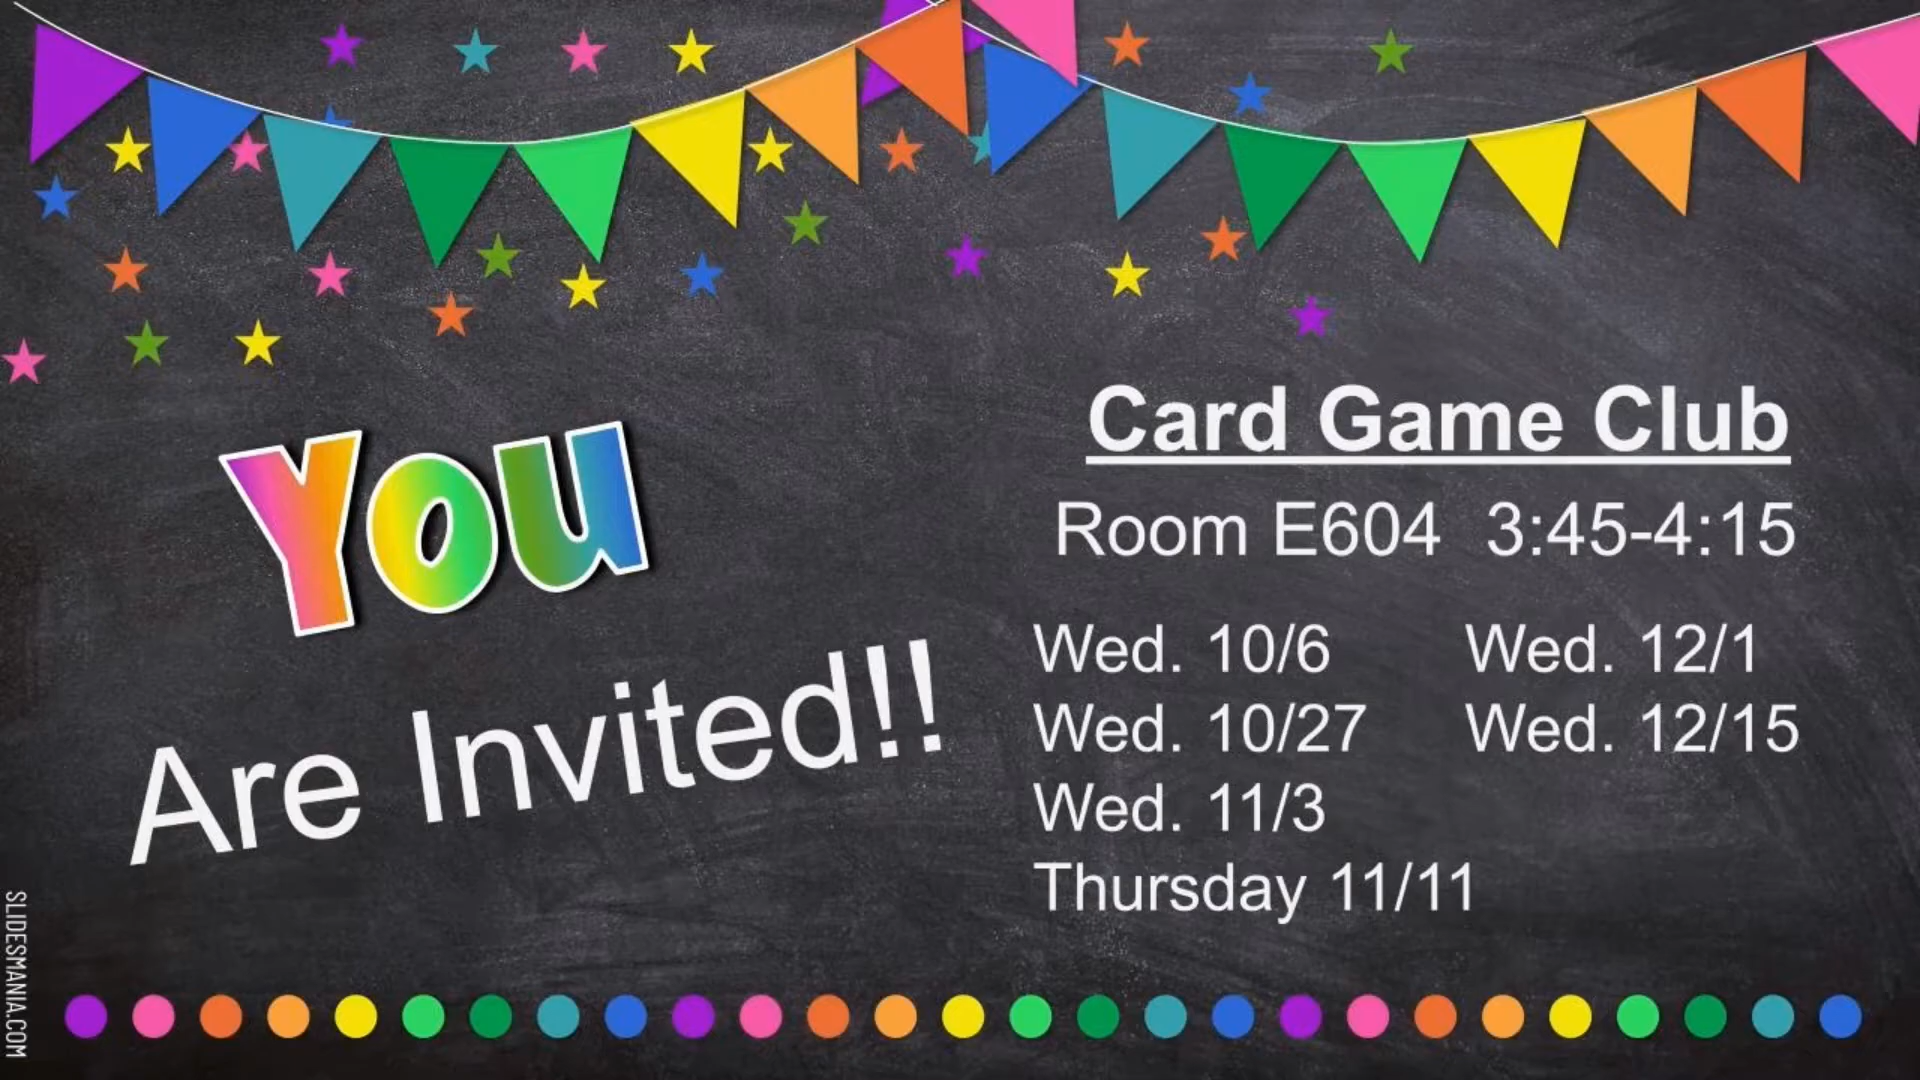 You
Are Invited!!
Card Game Club
Room E604  3:45-4:15
Wed. 10/6
Wed. 10/27
Wed. 11/3
Thursday 11/11
Wed. 12/1
Wed. 12/15
SLIDESMANIA.COM